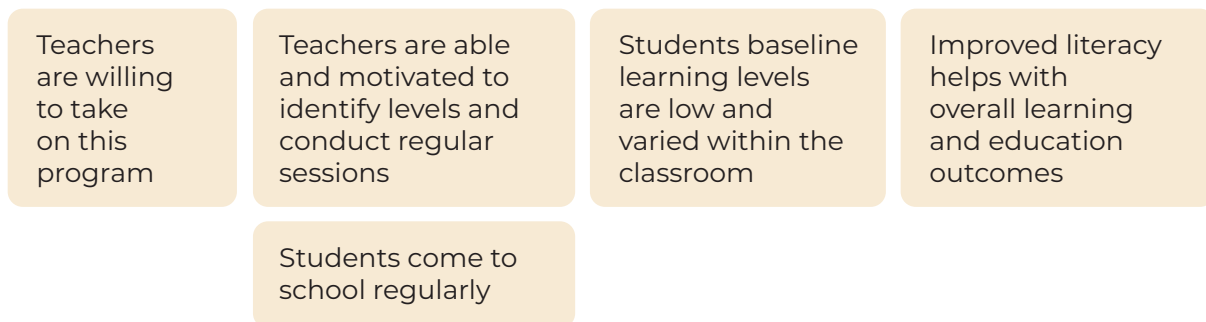 Teachers
are willing
to take
on this
program
Teachers are able
and motivated to
identify levels and
conduct regular
sessions
Students come to
school regularly
Students baseline
learning levels
are low and
varied within the
classroom
Improved literacy
helps with
overall learning
and education
outcomes